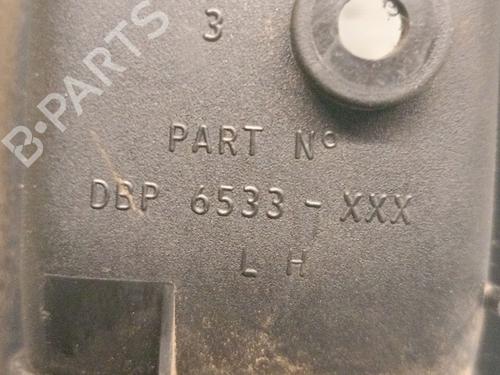 B-PARTS
3
PART Nº
DBP 6533 - XXX
L H